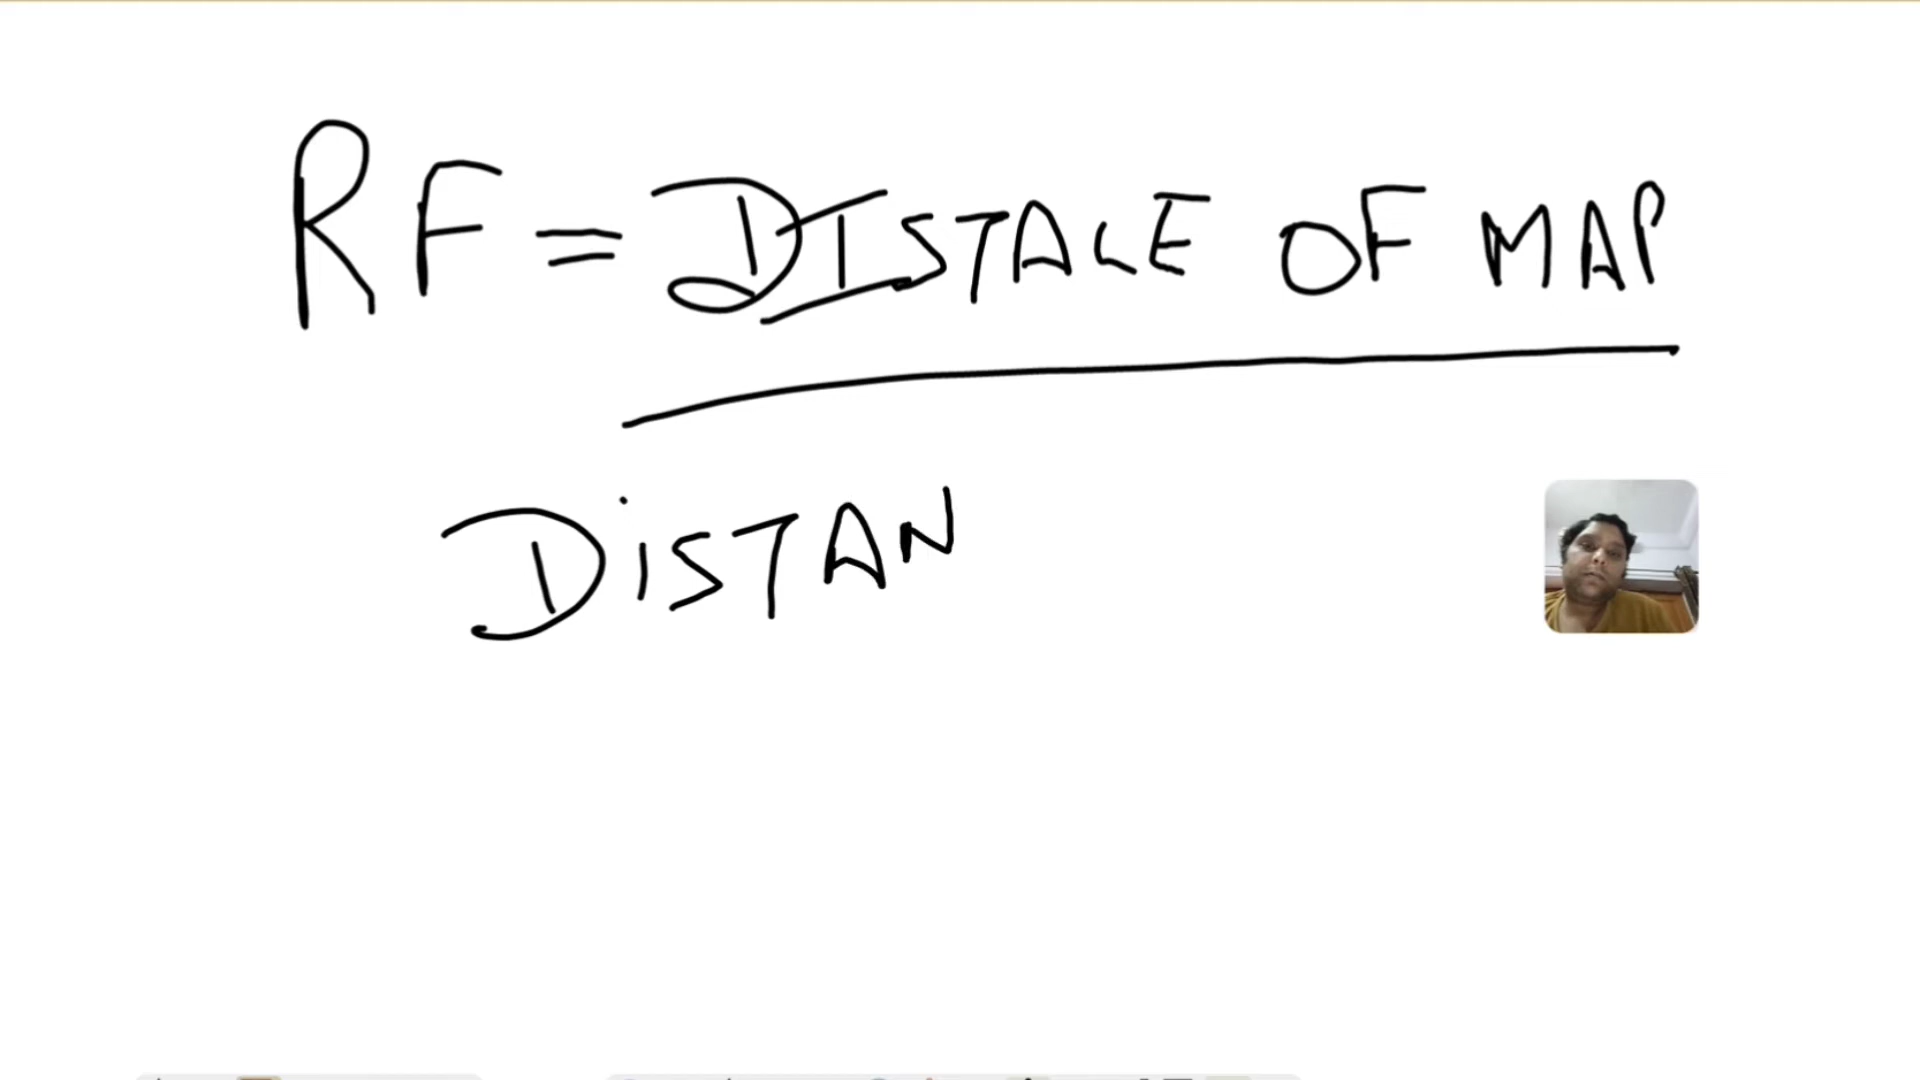 RF = DISTACE OF MAP
DISTAN